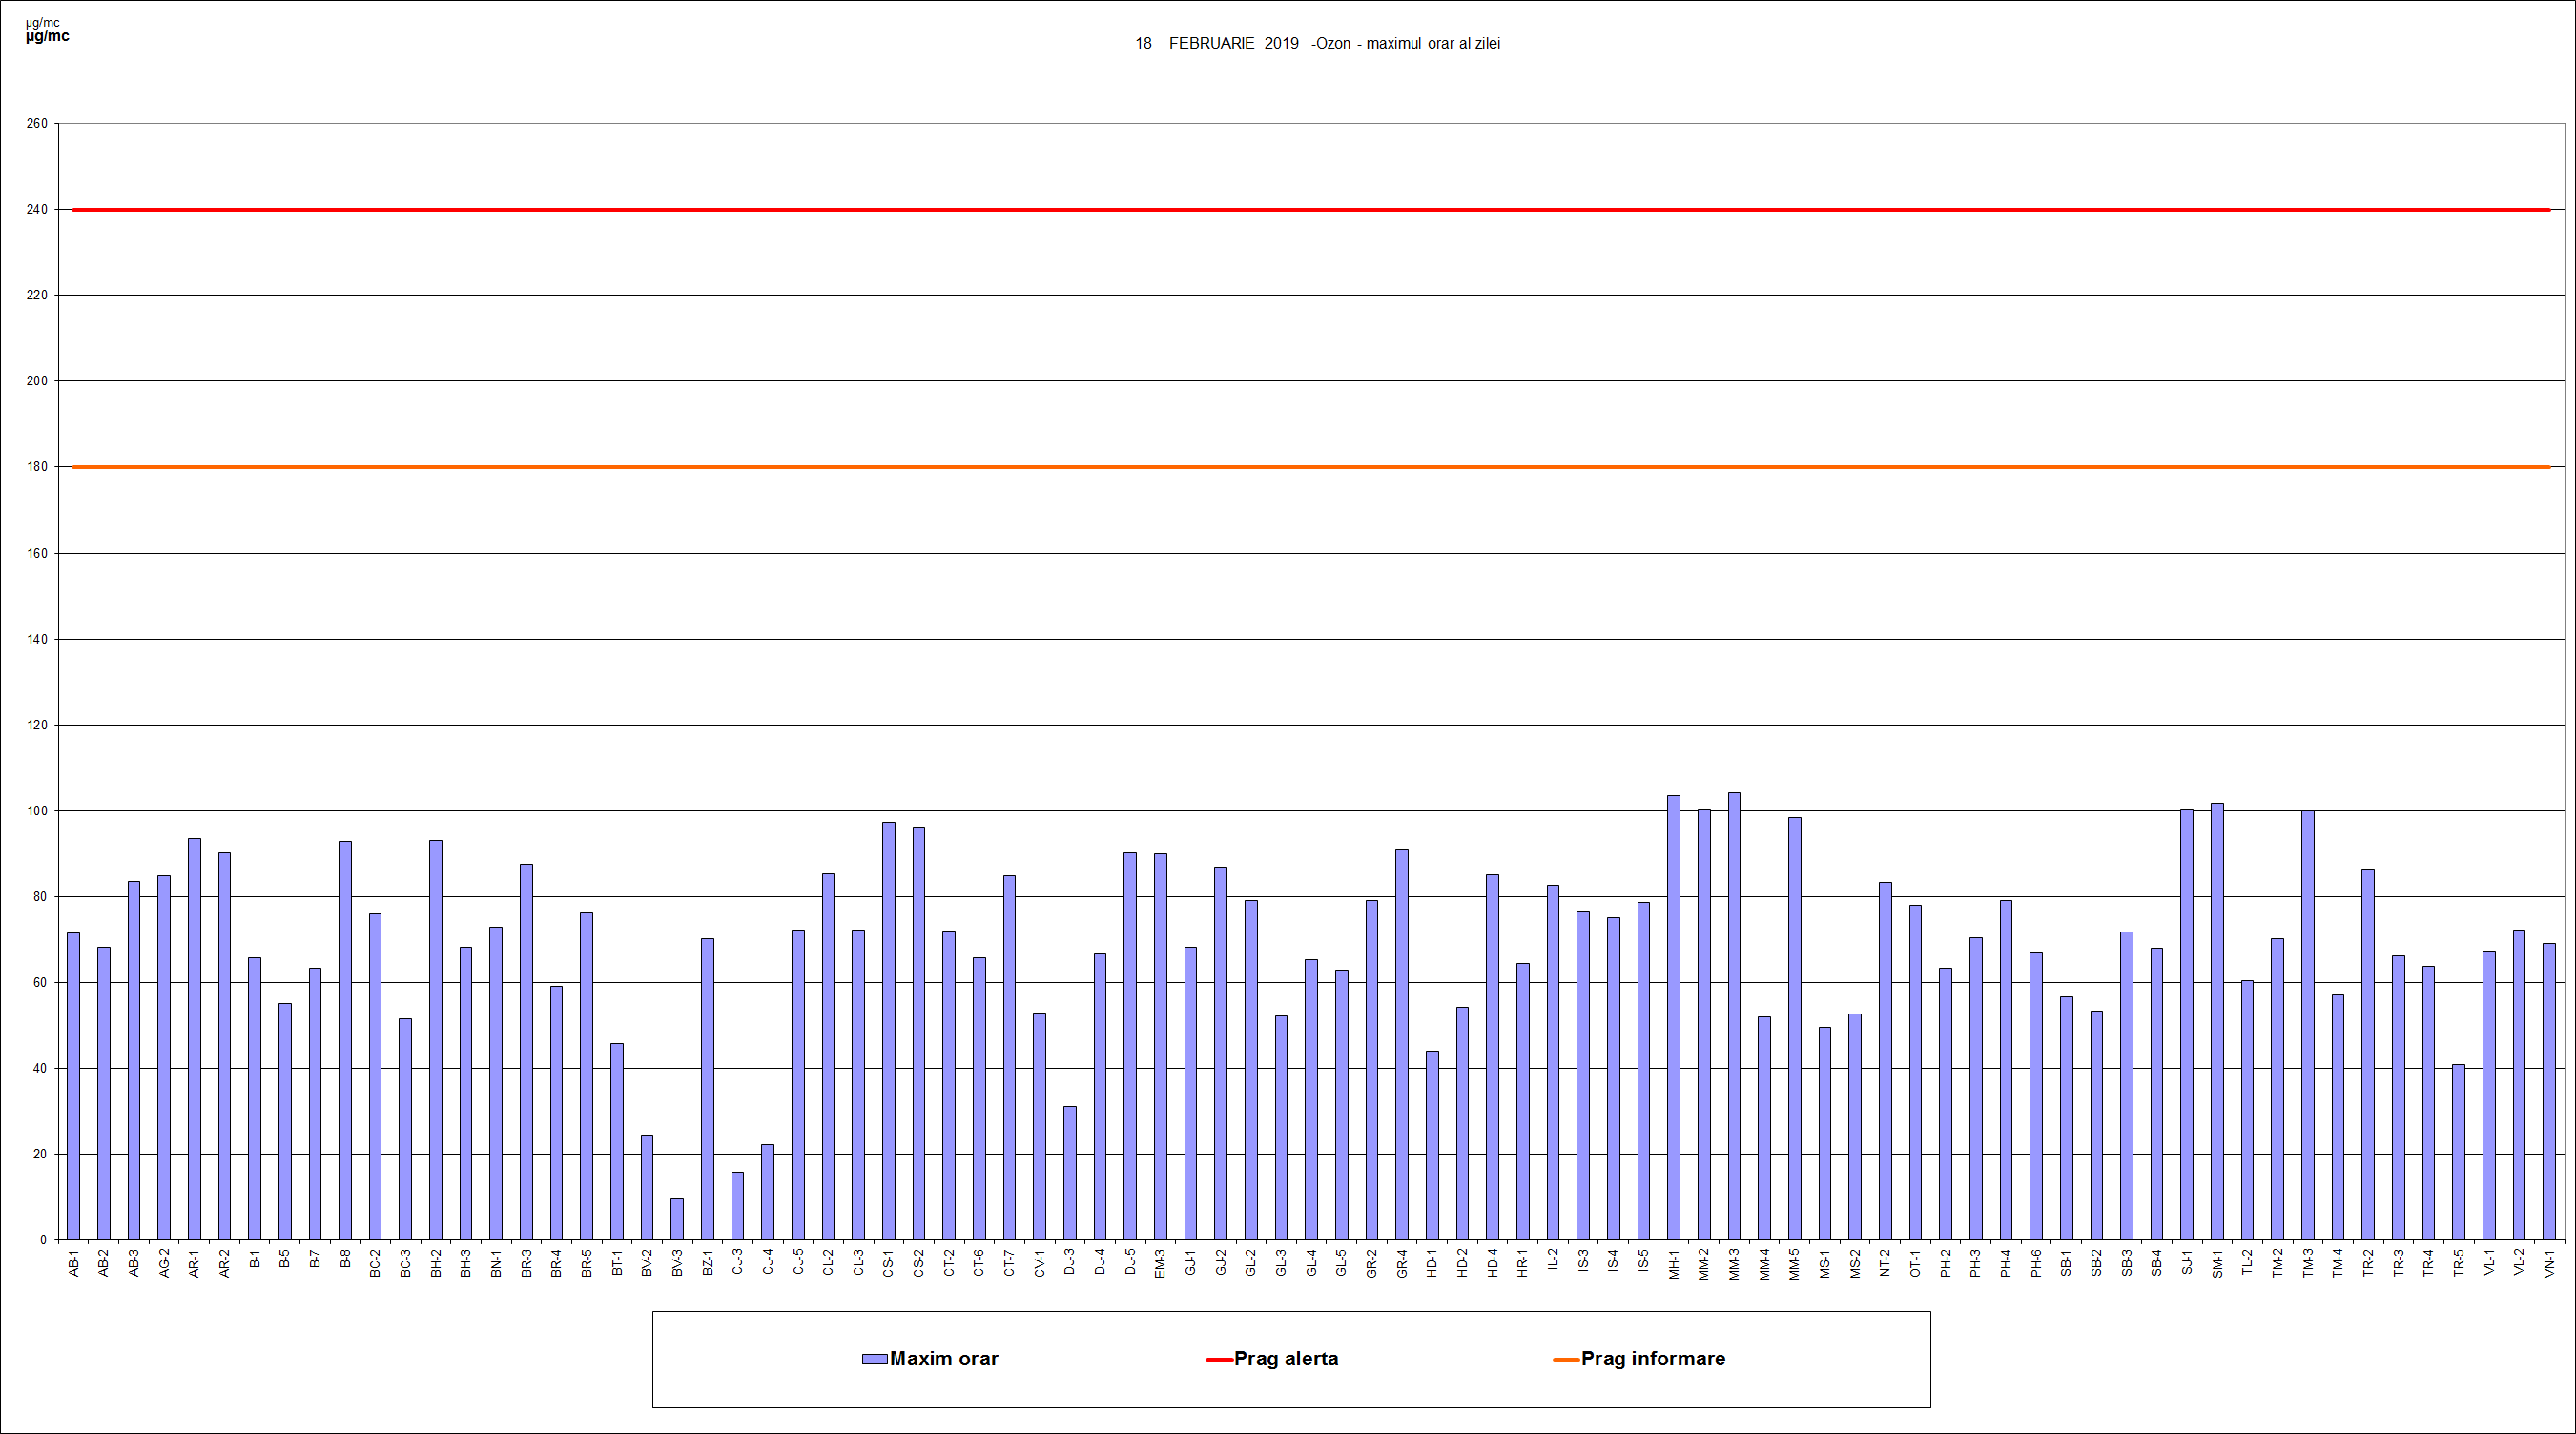 µg/mc
µg/mc
18 FEBRUARIE 2019 -Ozon - maximul orar al zilei
260
240
220
200
180
160
140
120
100
80
60
40
20
0
AB-1 AB-2 AB-3 AG-2 AR-1 AR-2 B-1 B-5 B-7 B-8 BC-2 BC-3 BH-2 BH-3 BN-1 BR-3 BR-4 BR-5 BT-1 BV-2 BV-3 BZ-1 CJ-3 CJ-4 CJ-5 CL-2 CL-3 CS-1 CS-2 CT-2 CT-6 CT-7 CV-1 DJ-3 DJ-4 DJ-5 EM-3 GJ-1 GJ-2 GL-2 GL-3 GL-4 GL-5 GR-2 GR-4 HD-1 HD-2 HD-4 HR-1 IL-2 IS-3 IS-4 IS-5 MH-1 MM-2 MM-3 MM-4 MM-5 MS-1 MS-2 NT-2 OT-1 PH-2 PH-3 PH-4 PH-6 SB-1 SB-2 SB-3 SB-4 SJ-1 SM-1 TL-2 TM-2 TM-3 TM-4 TR-2 TR-3 TR-4 TR-5 VL-1 VL-2 VN-1
Maxim orar Prag alerta Prag informare